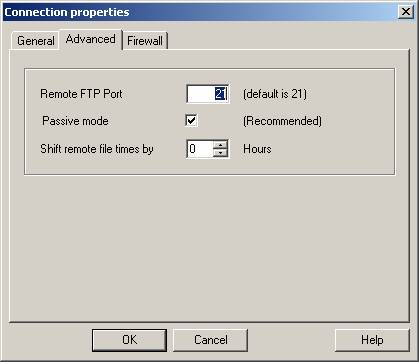 Connection properties
General Advanced Firewall
Remote FTP Port 21 (default is 21)
Passive mode (Recommended)
Shift remote file times by 0 Hours
OK Cancel Help